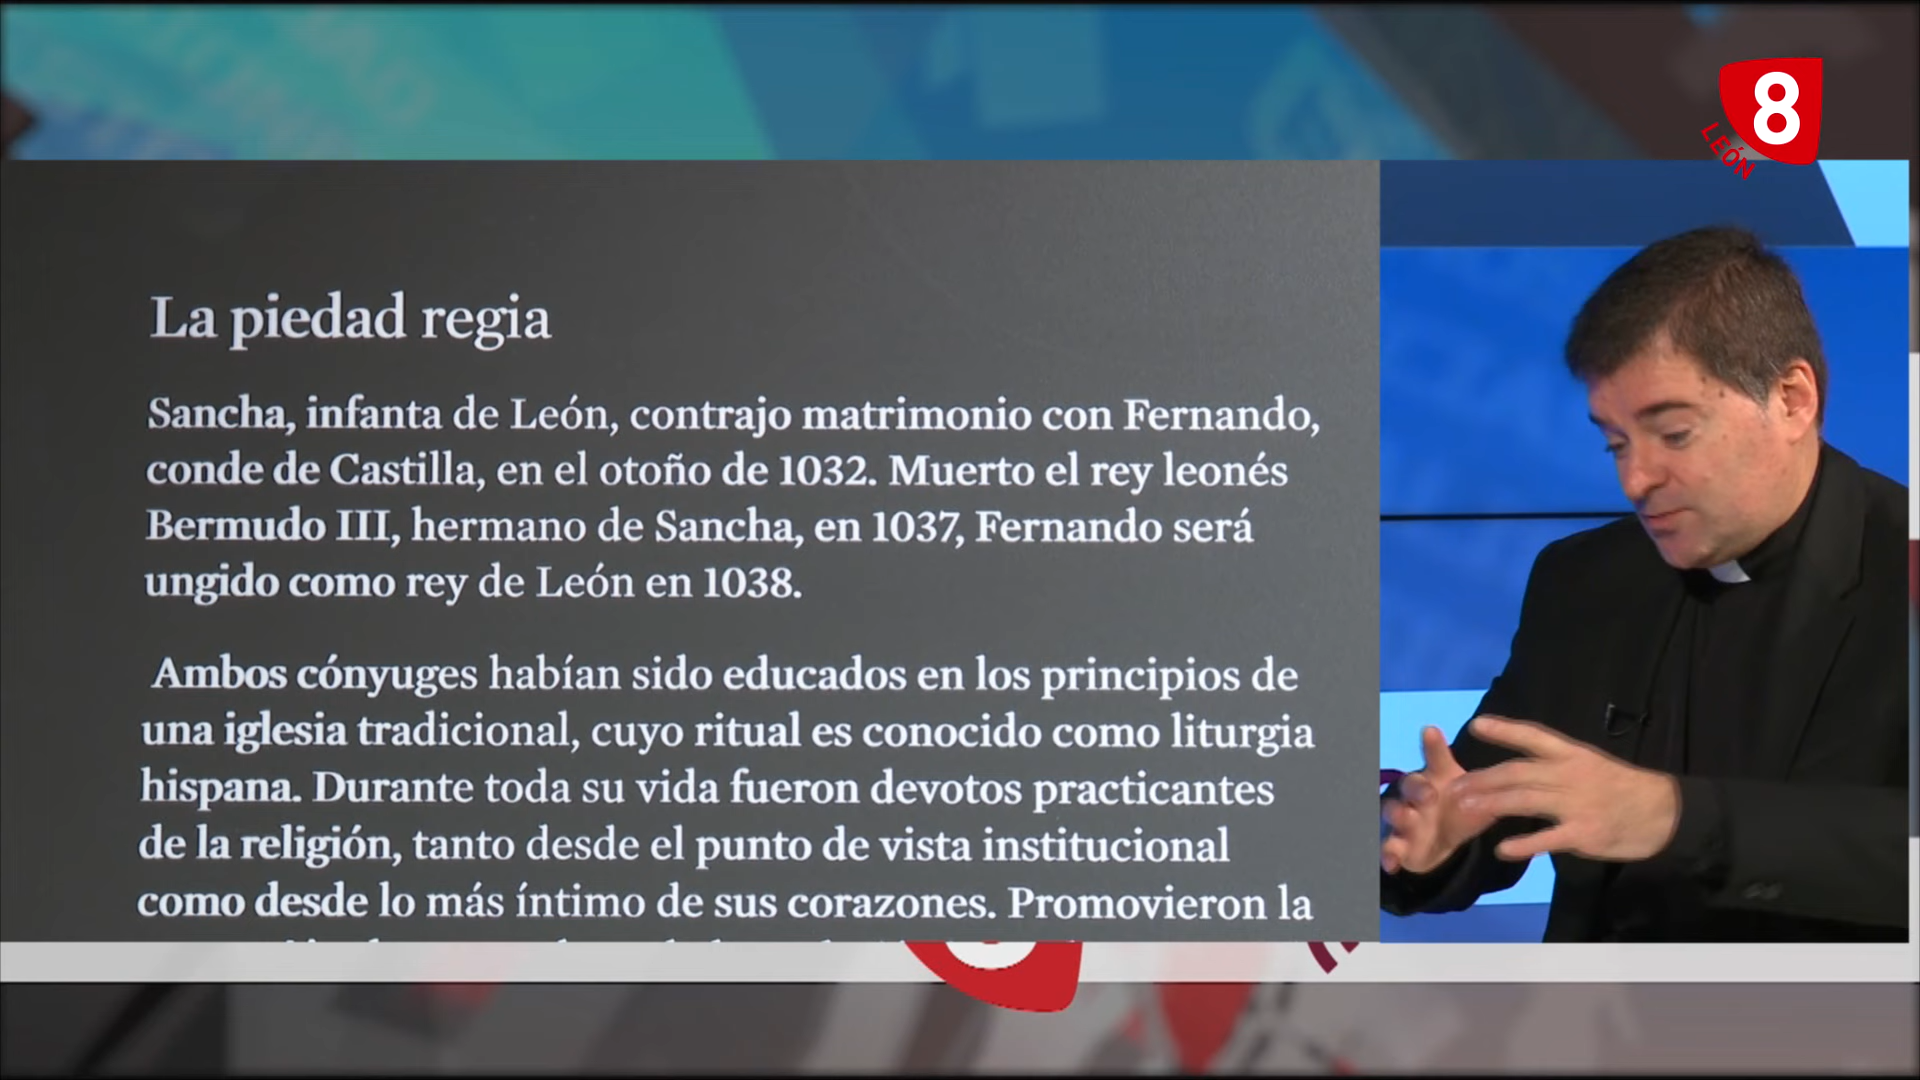 8
LEÓN
La piedad regia
Sancha, infanta de León, contrajo matrimonio con Fernando,
conde de Castilla, en el otoño de 1032. Muerto el rey leonés
Bermudo III, hermano de Sancha, en 1037, Fernando será
ungido como rey de León en 1038.
Ambos cónyuges habían sido educados en los principios de
una iglesia tradicional, cuyo ritual es conocido como liturgia
hispana. Durante toda su vida fueron devotos practicantes
de la religión, tanto desde el punto de vista institucional
como desde lo más íntimo de sus corazones. Promovieron la